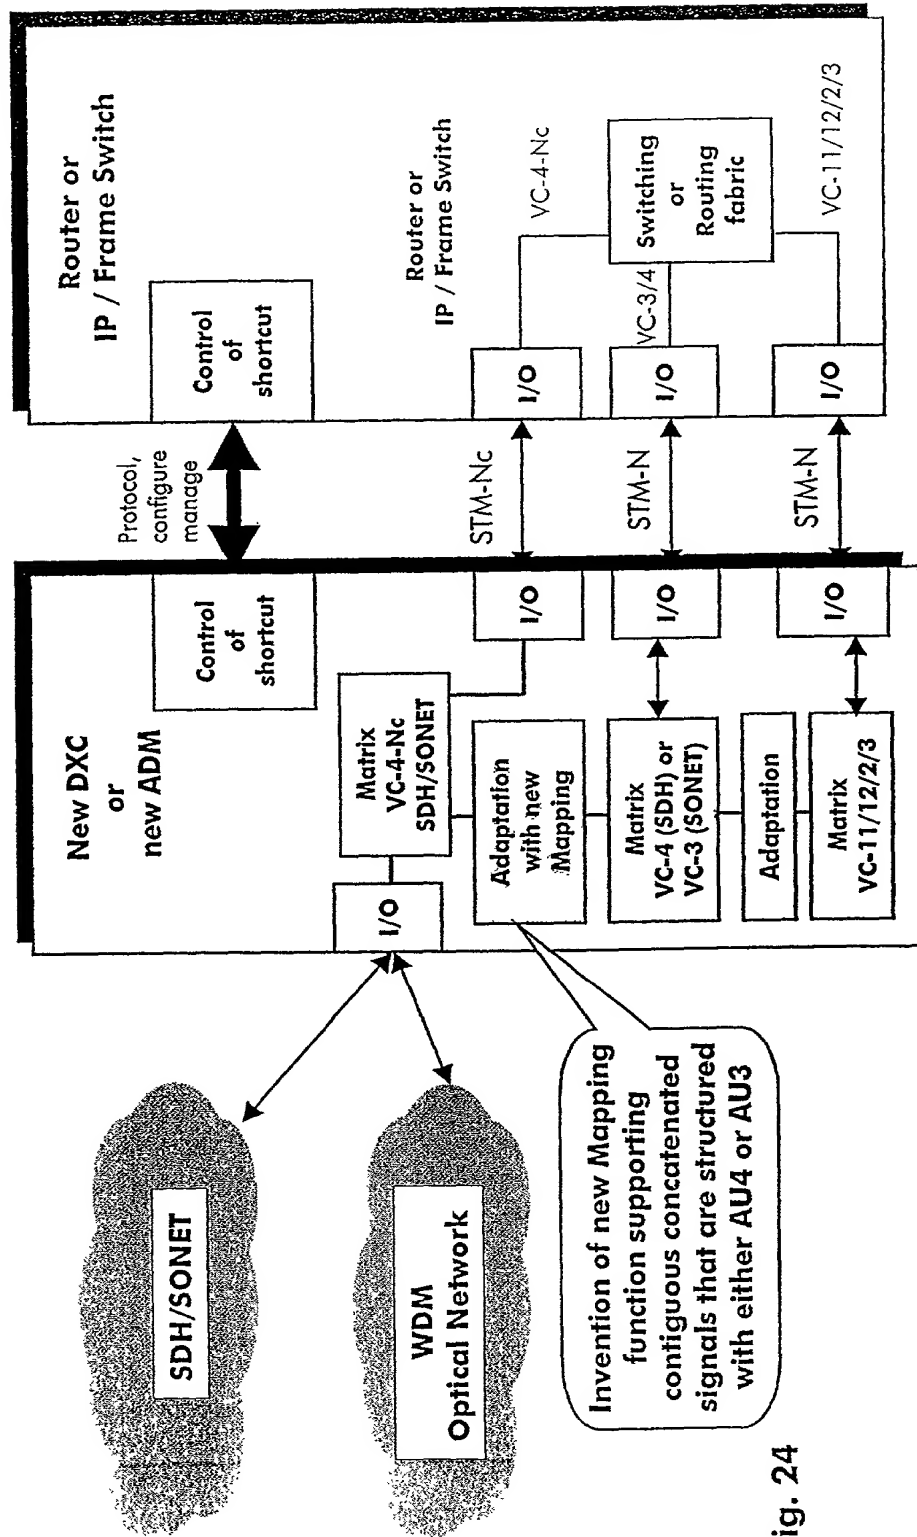 SDH/SONET
WDM
Optical Network
Invention of new Mapping
function supporting
contiguous concatenated
signals that are structured
with either AU4 or AU3
ig. 24
New DXC
or
new ADM
I/O
Matrix
VC-4-Nc
SDH/SONET
Adaptation
with new
Mapping
Matrix
VC-4 (SDH) or
VC-3 (SONET)
Adaptation
Matrix
VC-11/12/2/3
Control
of
shortcut
I/O
I/O
I/O
Protocol,
configure
manage
STM-Nc
STM-N
STM-N
Router or
IP / Frame Switch
Control
of
shortcut
Router or
IP / Frame Switch
I/O
I/O
I/O
VC-4-Nc
VC-3/4
Switching
or
Routing
fabric
VC-11/12/2/3